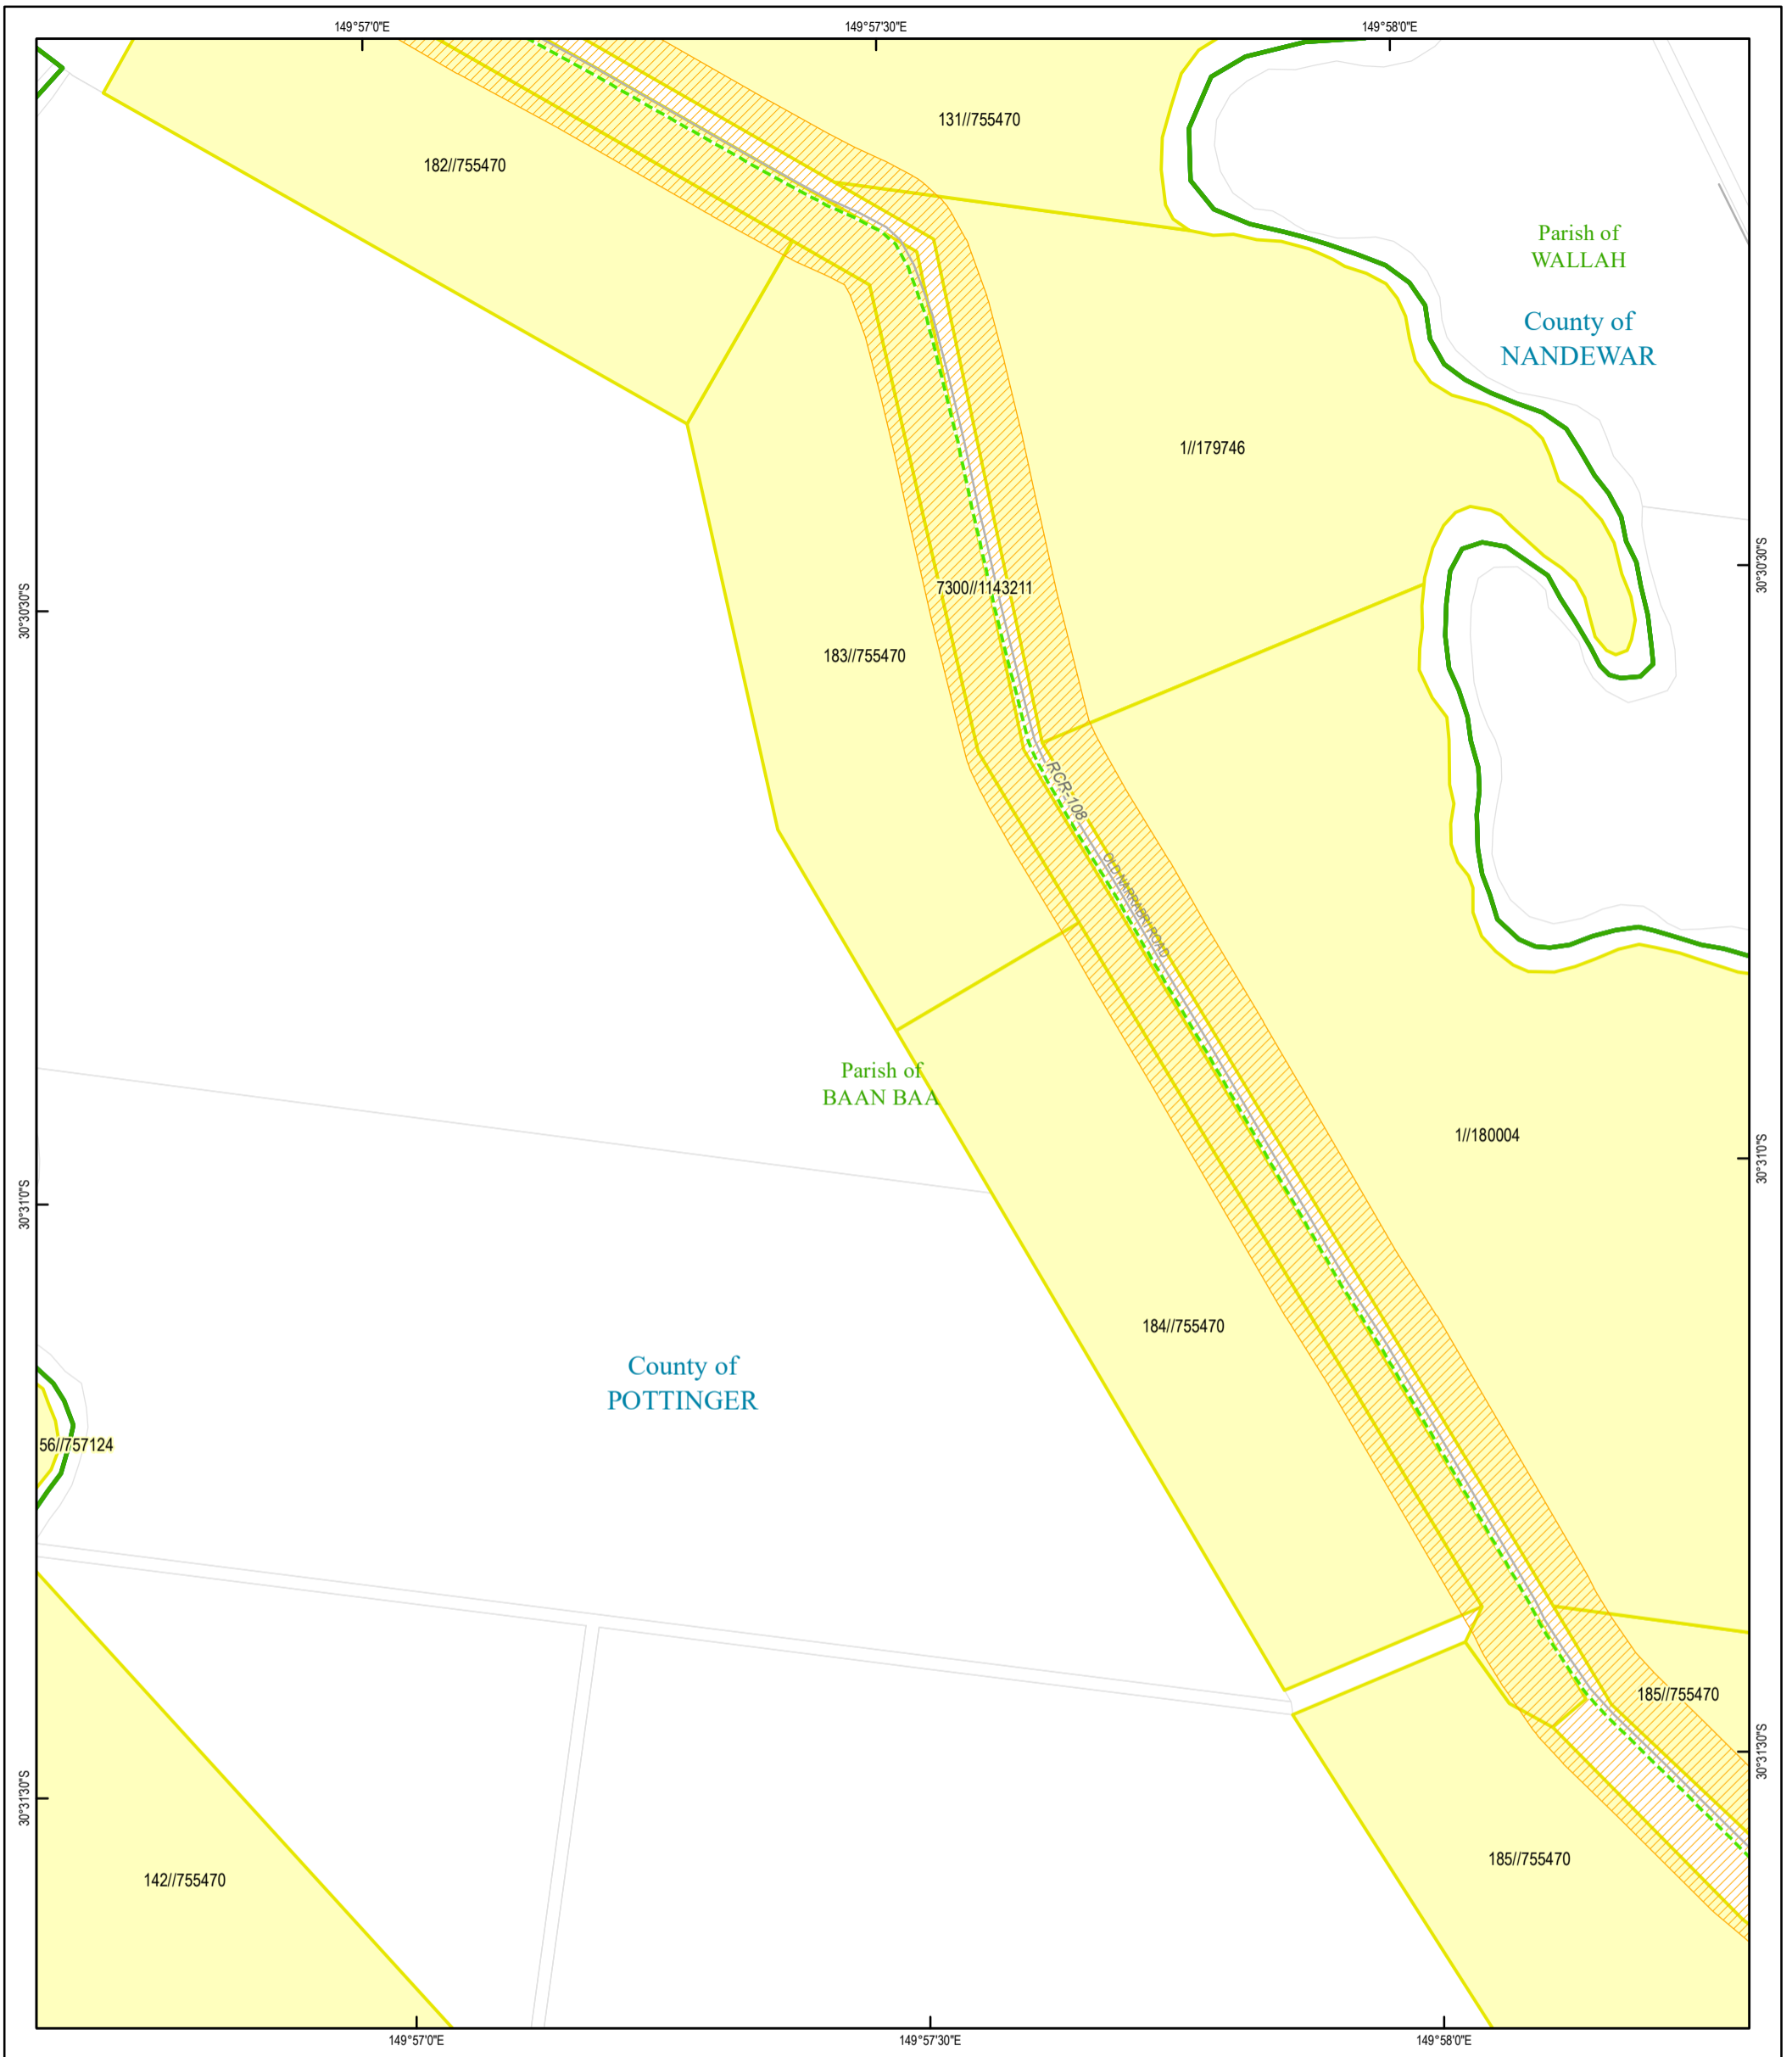 149°57'0"E
149°57'30"E
149°58'0"E
131//755470
182//755470
Parish of
WALLAH
County of
NANDEWAR
1//179746
30°30'30"S
30°30'30"S
7300//1143211
183//755470
RCR-108
OLD NARRABRI ROAD
Parish of
BAAN BAA
1//180004
30°31'0"S
30°31'0"S
184//755470
County of
POTTINGER
56//757124
185//755470
30°31'30"S
30°31'30"S
185//755470
142//755470
149°57'0"E
149°57'30"E
149°58'0"E